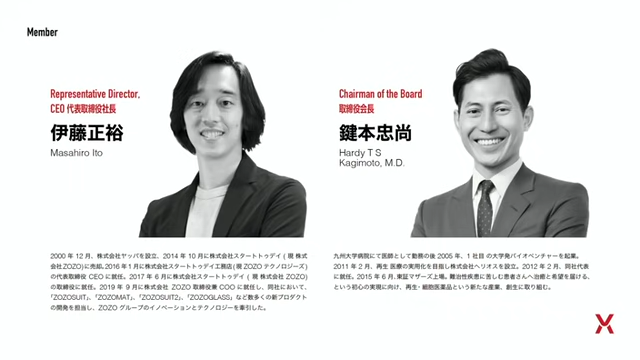 Member
Representative Director,
CEO 代表取締役社長
伊藤正裕
Masahiro Ito
2000 年 12 月、株式会社ヤッパを設立。2014 年 10 月に株式会社スタートトゥデイ ( 現 株式
会社ZOZO)に売却。2016年1月に株式会社スタートトゥデイ工務店(現 ZOZO テクノロジーズ)
の代表取締役 CEO に就任。2017 年 6 月に株式会社スタートトゥデイ ( 現 株式会社 ZOZO)
の取締役に就任。2019 年 9 月に株式会社 ZOZO 取締役兼 COO に就任し、同社において、
「ZOZOSUIT」、「ZOZOMAT」、「ZOZOSUIT2」、「ZOZOGLASS」など数多くの新プロダクト
の開発を担当し、ZOZO グループのイノベーションとテクノロジーを牽引した。
Chairman of the Board
取締役会長
鍵本忠尚
Hardy T S
Kagimoto, M.D.
九州大学病院にて医師として勤務の後 2005 年、1 社目 の大学発バイオベンチャーを起業。
2011 年 2 月、再生 医療の実用化を目指し株式会社ヘリオスを設立。2012 年 2 月、同社代表
に就任。2015 年 6 月、東証マザーズ上場。難治性疾患に苦しむ患者さんへ治療と希望を届ける、
という初心の実現に向け、再生・細胞医薬品という新たな産業、創生に取り組む。